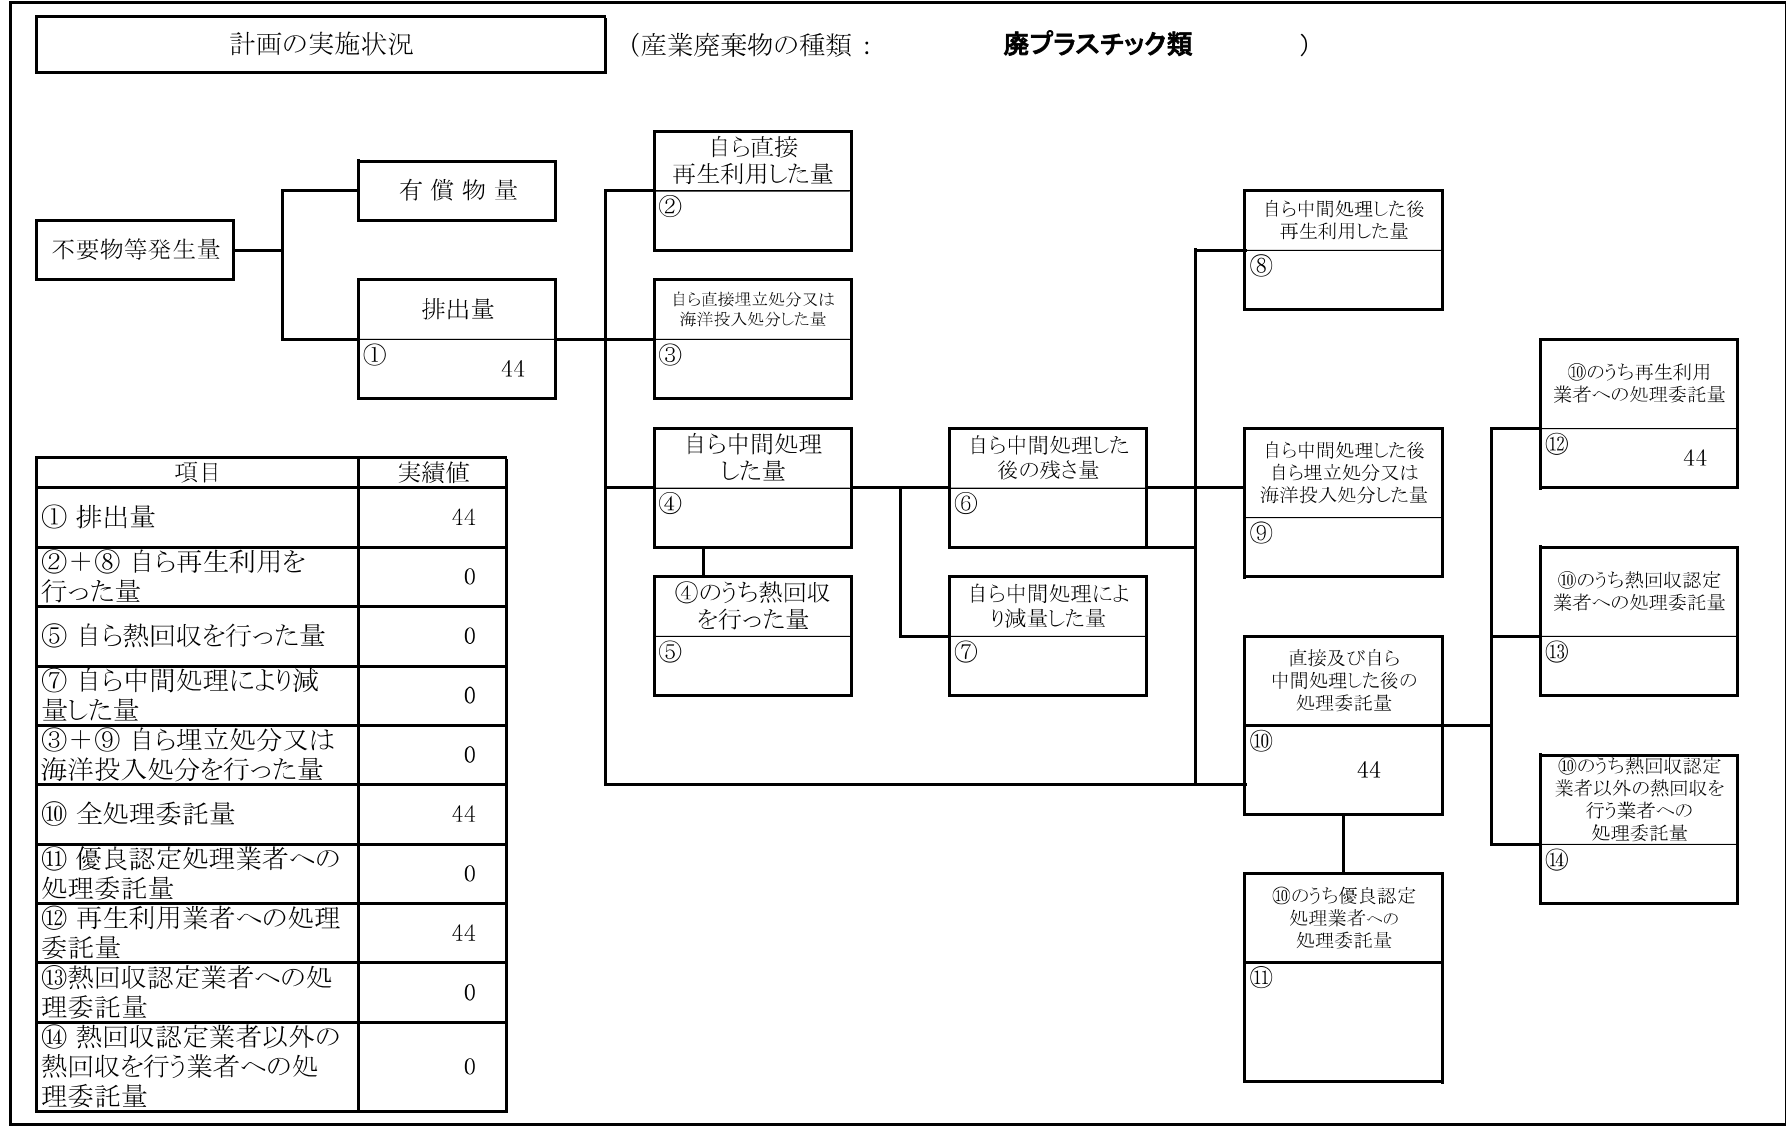 計画の実施状況
(産業廃棄物の種類： 廃プラスチック類 )
不要物等発生量
有 償 物 量
排出量
① 44
自ら直接
再生利用した量
②
自ら直接埋立処分又は
海洋投入処分した量
③
自ら中間処理
した量
④
④のうち熱回収
を行った量
⑤
自ら中間処理した
後の残さ量
⑥
自ら中間処理によ
り減量した量
⑦
自ら中間処理した後
再生利用した量
⑧
自ら中間処理した後
自ら埋立処分又は
海洋投入処分した量
⑨
直接及び自ら
中間処理した後の
処理委託量
⑩
44
⑩のうち優良認定
処理業者への
処理委託量
⑪
⑩のうち再生利用
業者への処理委託量
⑫ 44
⑩のうち熱回収認定
業者への処理委託量
⑬
⑩のうち熱回収認定
業者以外の熱回収を
行う業者への
処理委託量
⑭
項目 実績値
① 排出量 44
②＋⑧ 自ら再生利用を
行った量 0
⑤ 自ら熱回収を行った量 0
⑦ 自ら中間処理により減
量した量 0
③＋⑨ 自ら埋立処分又は
海洋投入処分を行った量 0
⑩ 全処理委託量 44
⑪ 優良認定処理業者への
処理委託量 0
⑫ 再生利用業者への処理
委託量 44
⑬熱回収認定業者への処
理委託量 0
⑭ 熱回収認定業者以外の
熱回収を行う業者への処
理委託量 0